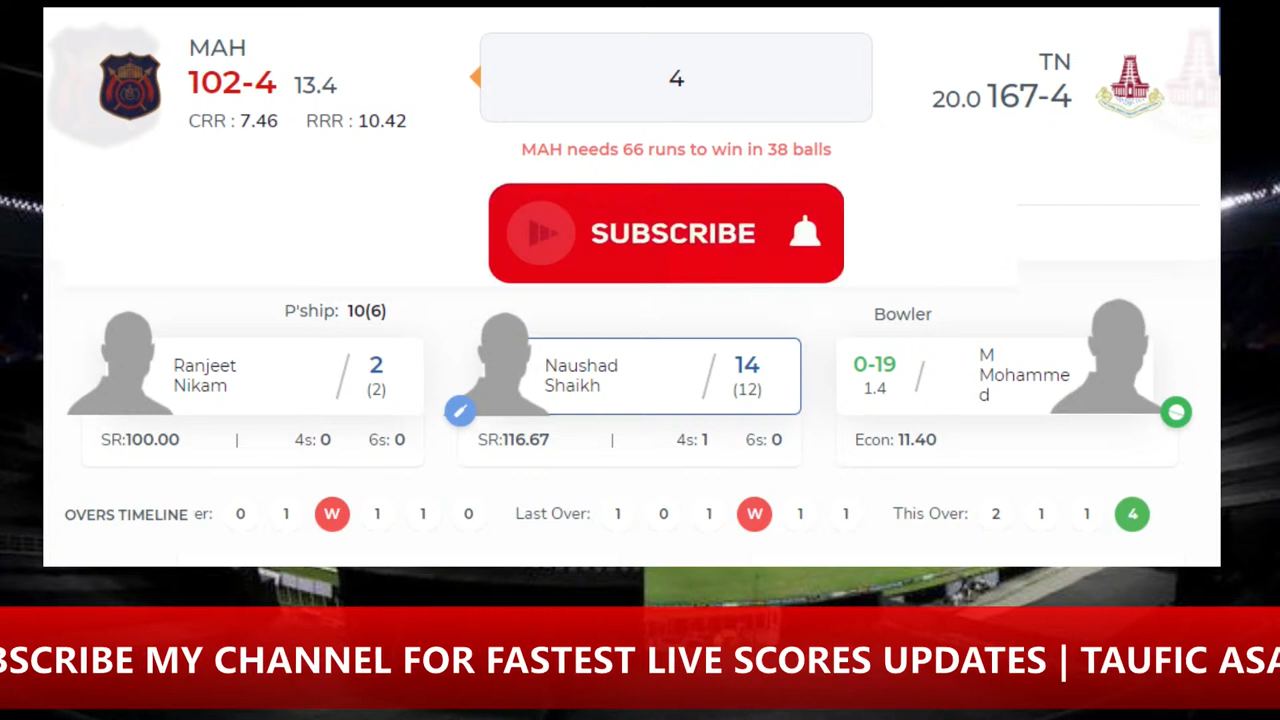 MAH
102-4 13.4
CRR : 7.46 RRR : 10.42
4
TN
20.0 167-4
MAH needs 66 runs to win in 38 balls
SUBSCRIBE
P'ship: 10(6)
Bowler
Ranjeet
Nikam
2
(2)
Naushad
Shaikh
14
(12)
0-19
1.4
M
Mohamme
d
SR:100.00 | 4s: 0 6s: 0
SR:116.67 | 4s: 1 6s: 0
Econ: 11.40
OVERS TIMELINE er: 0 1 W 1 1 0 Last Over: 1 0 1 W 1 1 This Over: 2 1 1 4
BSCRIBE MY CHANNEL FOR FASTEST LIVE SCORES UPDATES | TAUFIC ASA